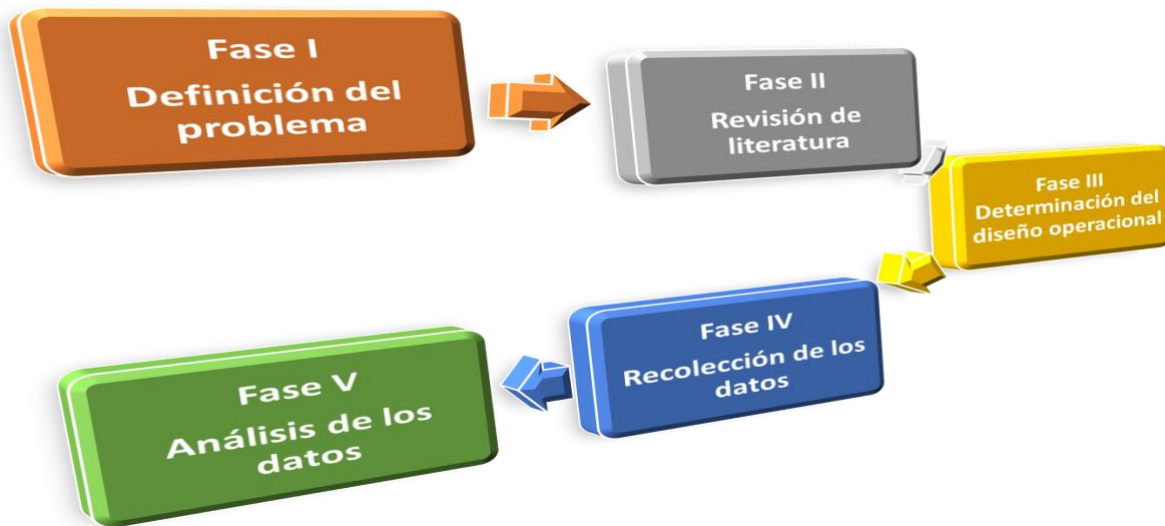 Fase I
Definición del
problema
Fase II
Revisión de
literatura
Fase III
Determinación del
diseño operacional
Fase IV
Recolección de los
datos
Fase V
Análisis de los
datos